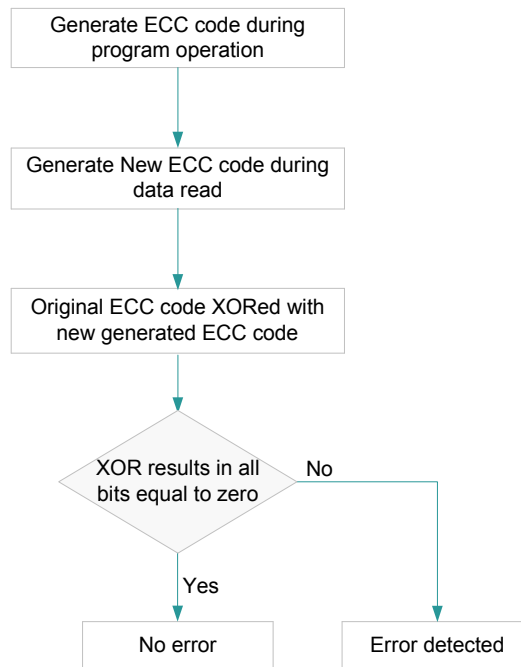 Generate ECC code during
program operation
Generate New ECC code during
data read
Original ECC code XORed with
new generated ECC code
XOR results in all
bits equal to zero
No
Yes
No error
Error detected